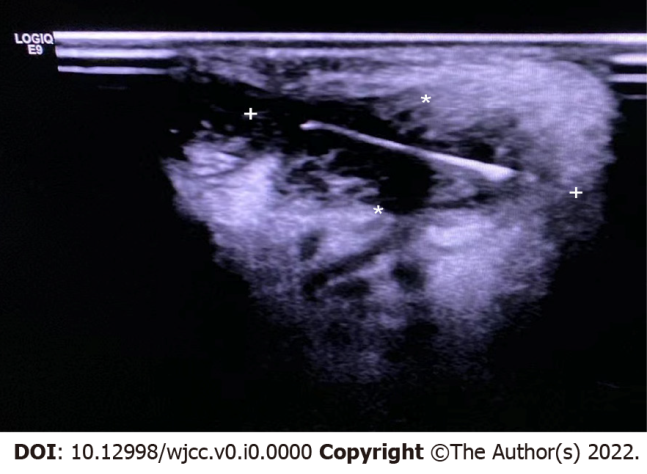 LOGIQ
E9
DOI: 10.12998/wjcc.v0.i0.0000 Copyright ©The Author(s) 2022.